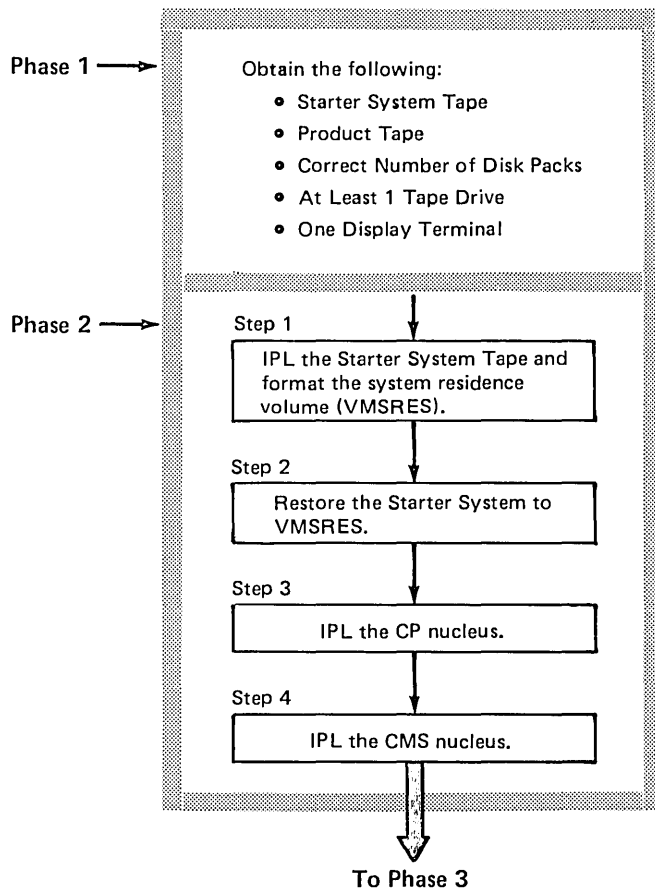 Phase 1
Obtain the following:
• Starter System Tape
• Product Tape
• Correct Number of Disk Packs
• At Least 1 Tape Drive
• One Display Terminal
Phase 2
Step 1
IPL the Starter System Tape and
format the system residence
volume (VMSRES).
Step 2
Restore the Starter System to
VMSRES.
Step 3
IPL the CP nucleus.
Step 4
IPL the CMS nucleus.
To Phase 3